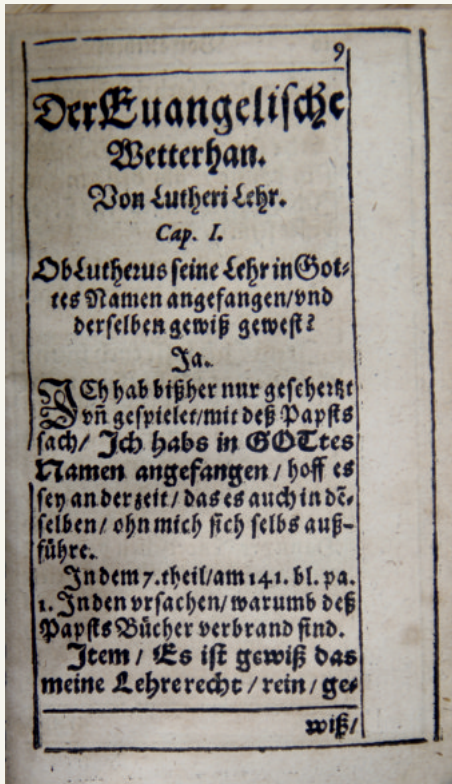 9
Der Euangelische
Wetterhan.
Von Lutheri Lehr.
Cap. I.
Ob Lutherus seine Lehr in Got⸗
tes Namen angefangen/vnd
derselben gewiß gewest?
Ja.
ICh hab bißher nur geschertzt
vn̄ gespielet/mit deß Papsts
sach/ Ich habs in GOTtes
Namen angefangen / hoff es
sey an der zeit / das es auch in dē⸗
selben / ohn mich sich selbs auß⸗
führe.
In dem 7. theil/am 141. bl. pa.
1. In den vrsachen/ warumb deß
Papsts Bücher verbrand sind.
Item / Es ist gewiß das
meine Lehre recht / rein / ge⸗
wiß/